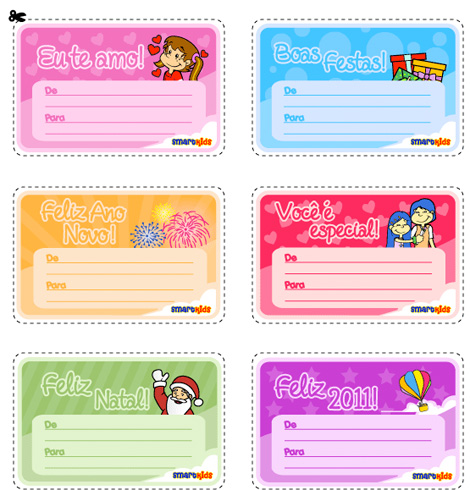 Eu te amo!
De
Para
smartkids
Boas
Festas!
De
Para
smartkids
Feliz Ano
Novo!
De
Para
smartkids
Você é
especial!
De
Para
smartkids
Feliz
Natal!
De
Para
smartkids
Feliz
2011!
De
Para
smartkids